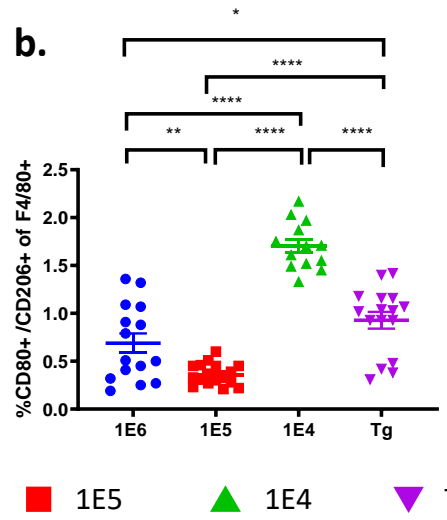 b.
*
****
****
** **** ****
%CD80+ /CD206+ of F4/80+
2.5
2.0
1.5
1.0
0.5
0.0
1E6 1E5 1E4 Tg
1E5 1E4